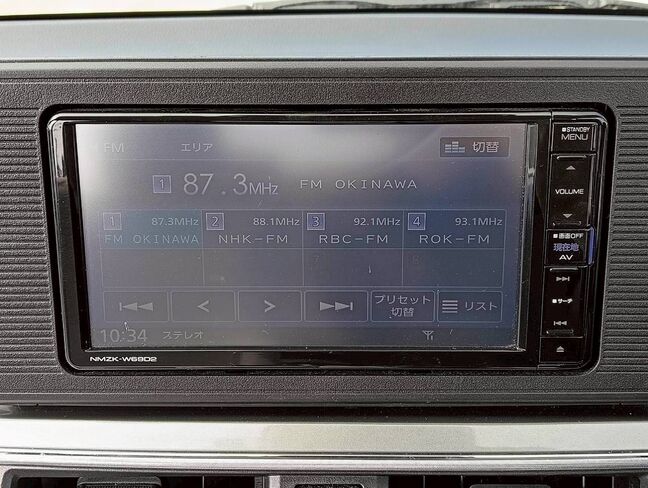 FM エリア 切替
1 87.3MHz FM OKINAWA
1 87.3MHz 2 88.1MHz 3 92.1MHz 4 93.1MHz
FM OKINAWA NHK-FM RBC-FM ROK-FM
プリセット切替 リスト
10:34 ステレオ
NMZK-W69D2
STANDBY
MENU
VOLUME
画面OFF
現在地
AV
サーチ